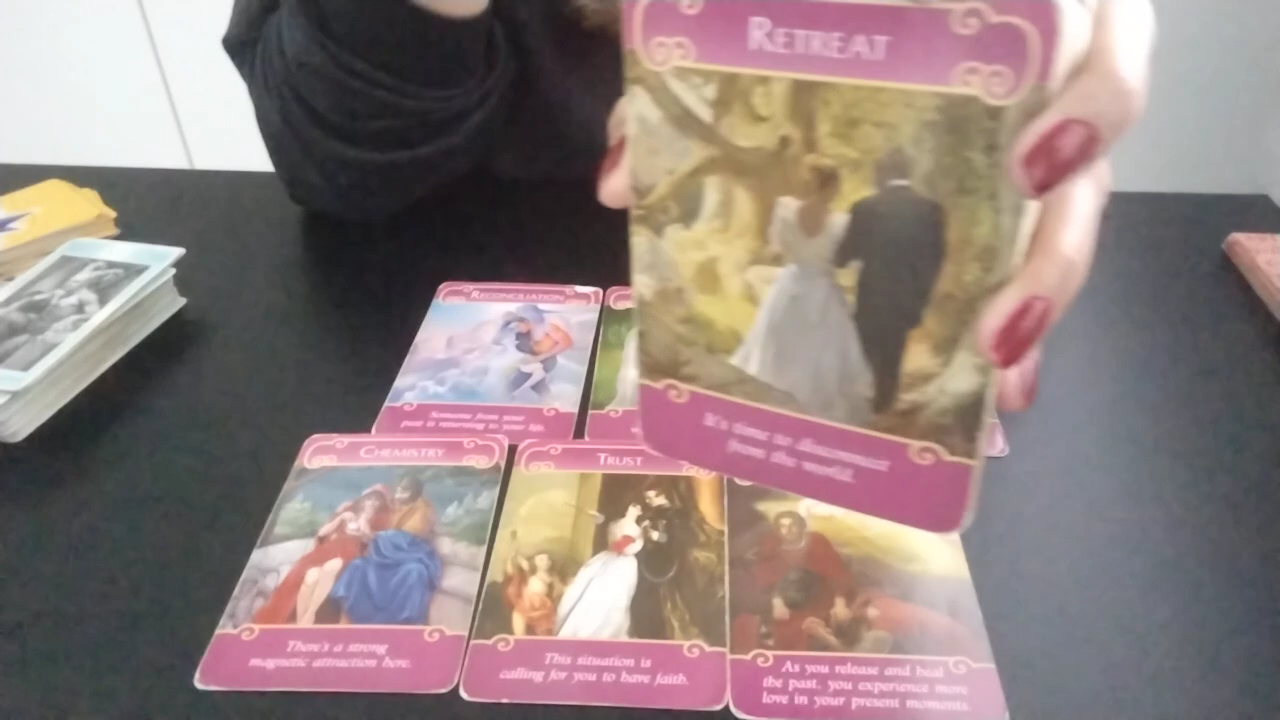 RETREAT
It's time to disconnect
from the world.
RECONCILIATION
Someone from your
past is returning to your life.
CHEMISTRY
There's a strong
magnetic attraction here.
TRUST
This situation is
calling for you to have faith.
As you release and heal
the past, you experience more
love in your present moments.